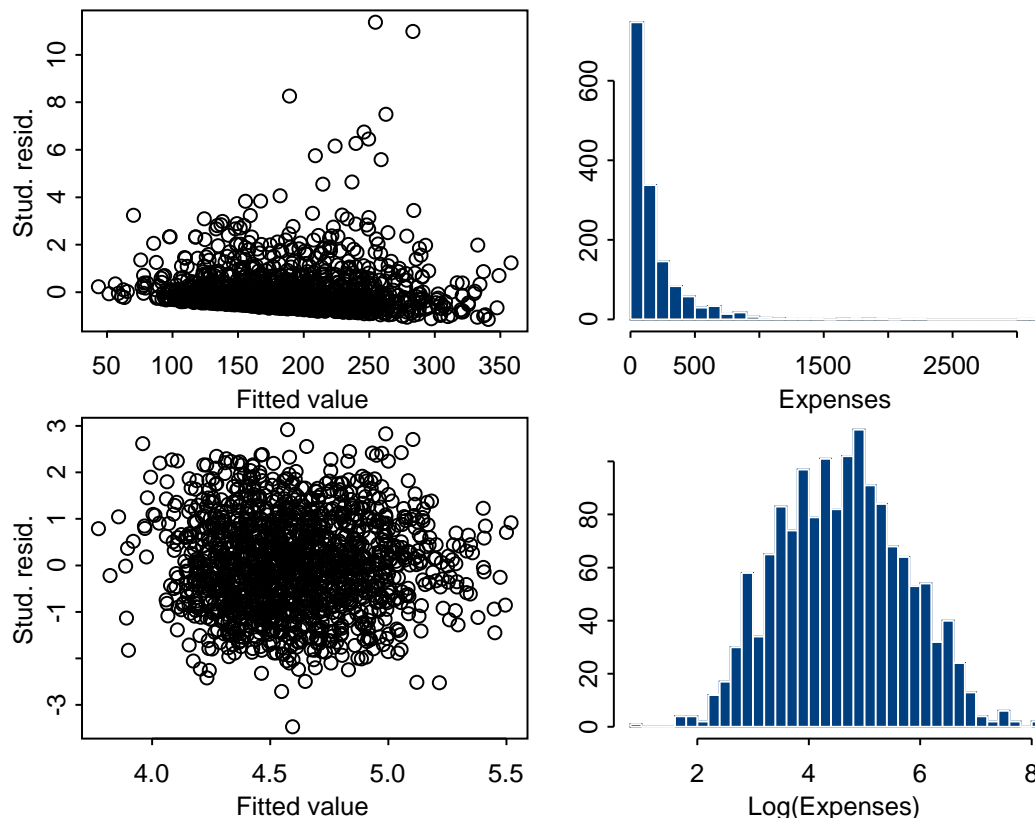 Stud. resid.
0 2 4 6 8 10
50 100 150 200 250 300 350
Fitted value
0 200 400 600
0 500 1500 2500
Expenses
Stud. resid.
-3 -1 0 1 2 3
4.0 4.5 5.0 5.5
Fitted value
0 20 40 60 80
2 4 6 8
Log(Expenses)